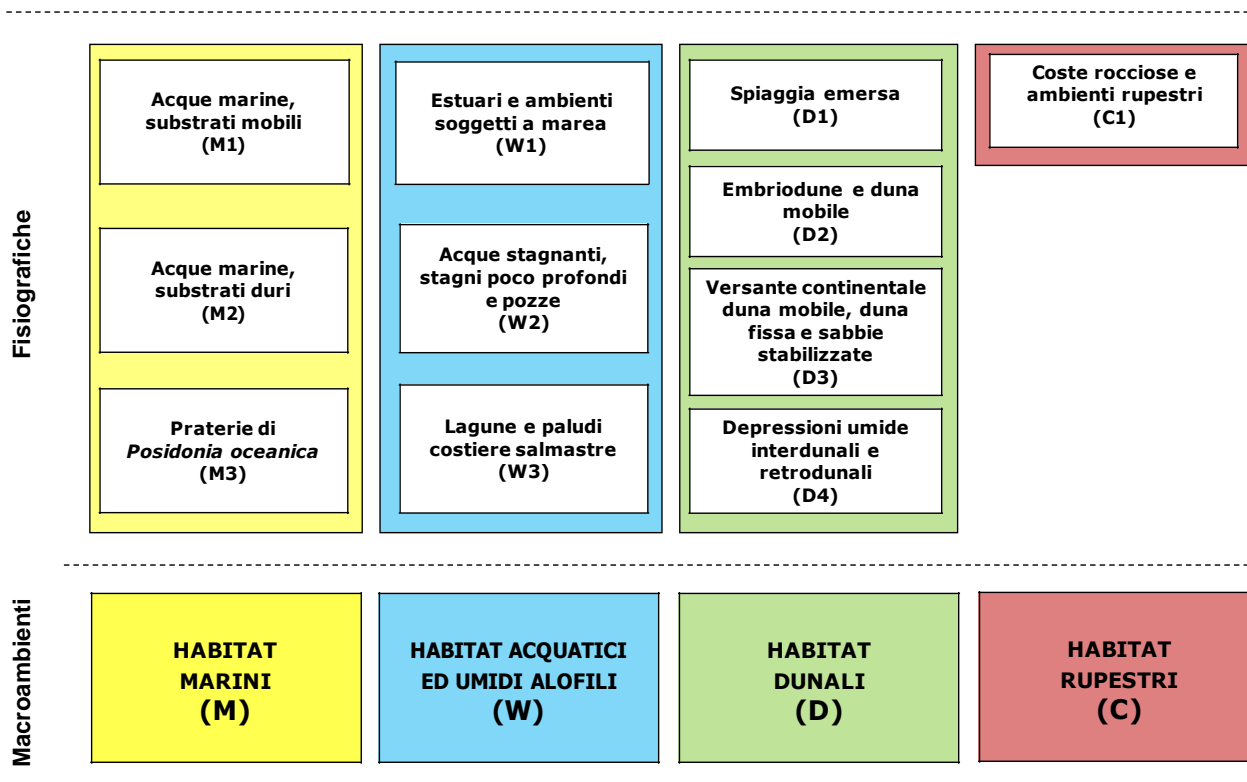 Fisiografiche
Acque marine,
substrati mobili
(M1)
Acque marine,
substrati duri
(M2)
Praterie di
Posidonia oceanica
(M3)
Estuari e ambienti
soggetti a marea
(W1)
Acque stagnanti,
stagni poco profondi
e pozze
(W2)
Lagune e paludi
costiere salmastre
(W3)
Spiaggia emersa
(D1)
Embriodune e duna
mobile
(D2)
Versante continentale
duna mobile, duna
fissa e sabbie
stabilizzate
(D3)
Depressioni umide
interdunali e
retrodunali
(D4)
Coste rocciose e
ambienti rupestri
(C1)
Macroambienti
HABITAT
MARINI
(M)
HABITAT ACQUATICI
ED UMIDI ALOFILI
(W)
HABITAT
DUNALI
(D)
HABITAT
RUPESTRI
(C)